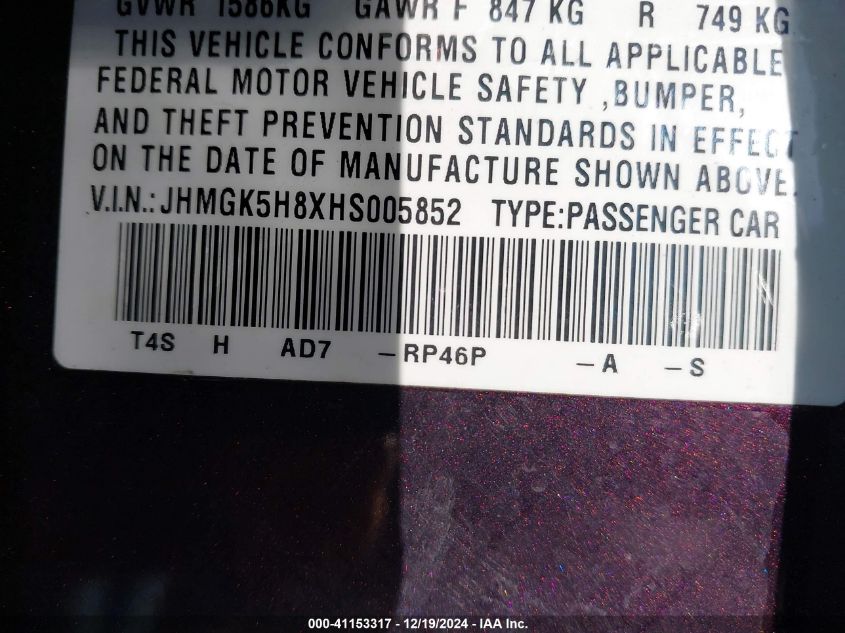 GVWR 1586KG GAWR F 847 KG R 749 KG
THIS VEHICLE CONFORMS TO ALL APPLICABLE
FEDERAL MOTOR VEHICLE SAFETY ,BUMPER,
AND THEFT PREVENTION STANDARDS IN EFFECT
ON THE DATE OF MANUFACTURE SHOWN ABOVE.
V.I.N.:JHMGK5H8XHS005852 TYPE:PASSENGER CAR
T4S H AD7 -RP46P -A -S
000-41153317 - 12/19/2024 - IAA Inc.